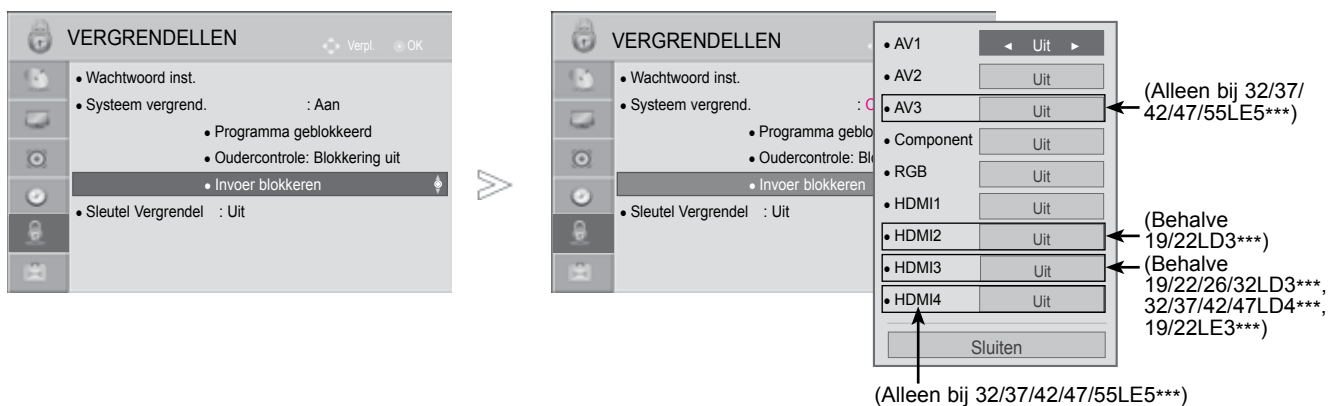 VERGRENDELLEN
Verpl. OK
• Wachtwoord inst.
• Systeem vergrend. : Aan
• Programma geblokkeerd
• Oudercontrole: Blokkering uit
• Invoer blokkeren
• Sleutel Vergrendel : Uit
VERGRENDELLEN
• Wachtwoord inst.
• Systeem vergrend. :
• Programma geblo
• Oudercontrole: Bl
• Invoer blokkeren
• Sleutel Vergrendel : Uit
• AV1 ◄ Uit ►
• AV2 Uit
• AV3 Uit
• Component Uit
• RGB Uit
• HDMI1 Uit
• HDMI2 Uit
• HDMI3 Uit
• HDMI4 Uit
Sluiten
(Alleen bij 32/37/
42/47/55LE5***)
(Behalve
19/22LD3***)
(Behalve
19/22/26/32LD3***,
32/37/42/47LD4***,
19/22LE3***)
(Alleen bij 32/37/42/47/55LE5***)